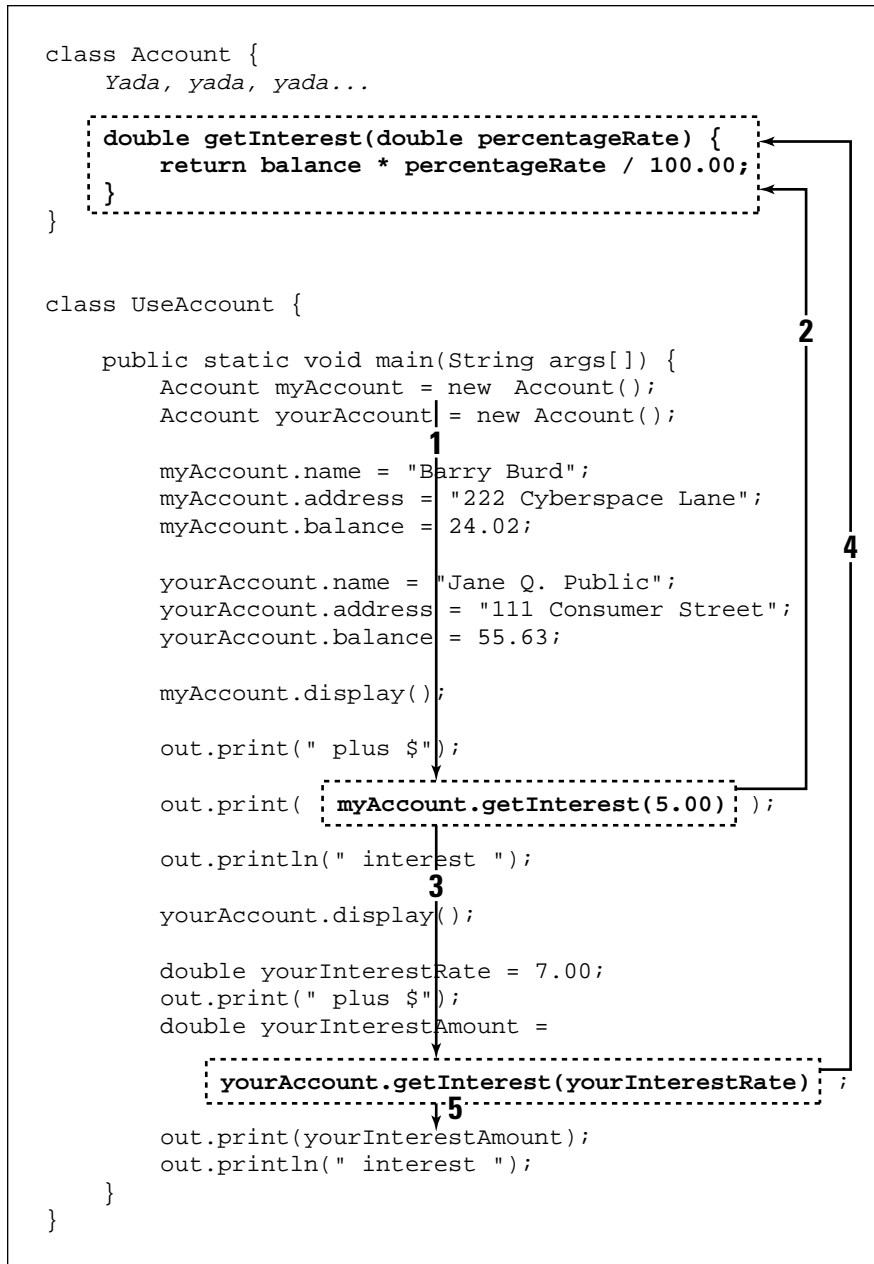 class Account {
Yada, yada, yada...
double getInterest(double percentageRate) {
return balance * percentageRate / 100.00;
}
}
class UseAccount {
2
public static void main(String args[]) {
Account myAccount = new Account();
Account yourAccount = new Account();
1
myAccount.name = "Barry Burd";
myAccount.address = "222 Cyberspace Lane";
myAccount.balance = 24.02;
4
yourAccount.name = "Jane Q. Public";
yourAccount.address = "111 Consumer Street";
yourAccount.balance = 55.63;
myAccount.display();
out.print(" plus $");
out.print( myAccount.getInterest(5.00) );
out.println(" interest ");
3
yourAccount.display();
double yourInterestRate = 7.00;
out.print(" plus $");
double yourInterestAmount =
yourAccount.getInterest(yourInterestRate) ;
5
out.print(yourInterestAmount);
out.println(" interest ");
}
}